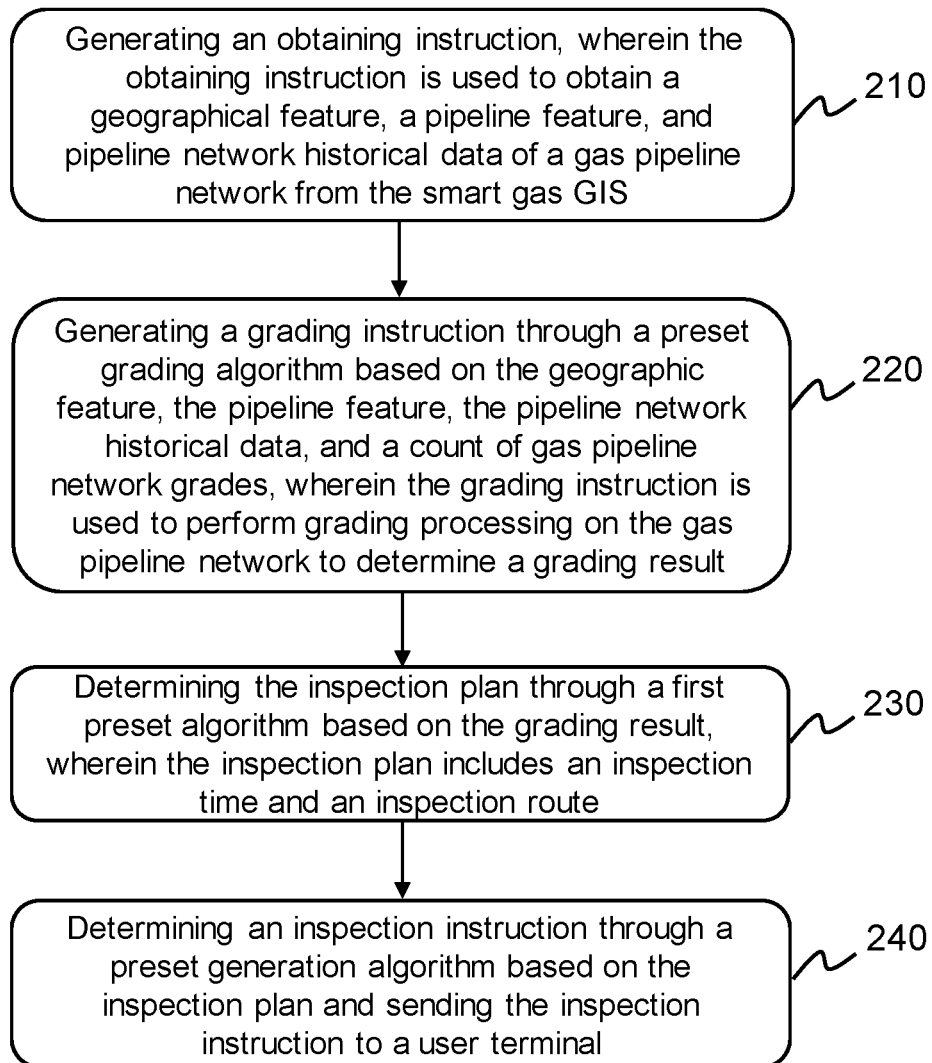 Generating an obtaining instruction, wherein the
obtaining instruction is used to obtain a
geographical feature, a pipeline feature, and
pipeline network historical data of a gas pipeline
network from the smart gas GIS
210
Generating a grading instruction through a preset
grading algorithm based on the geographic
feature, the pipeline feature, the pipeline network
historical data, and a count of gas pipeline
network grades, wherein the grading instruction is
used to perform grading processing on the gas
pipeline network to determine a grading result
220
Determining the inspection plan through a first
preset algorithm based on the grading result,
wherein the inspection plan includes an inspection
time and an inspection route
230
Determining an inspection instruction through a
preset generation algorithm based on the
inspection plan and sending the inspection
instruction to a user terminal
240